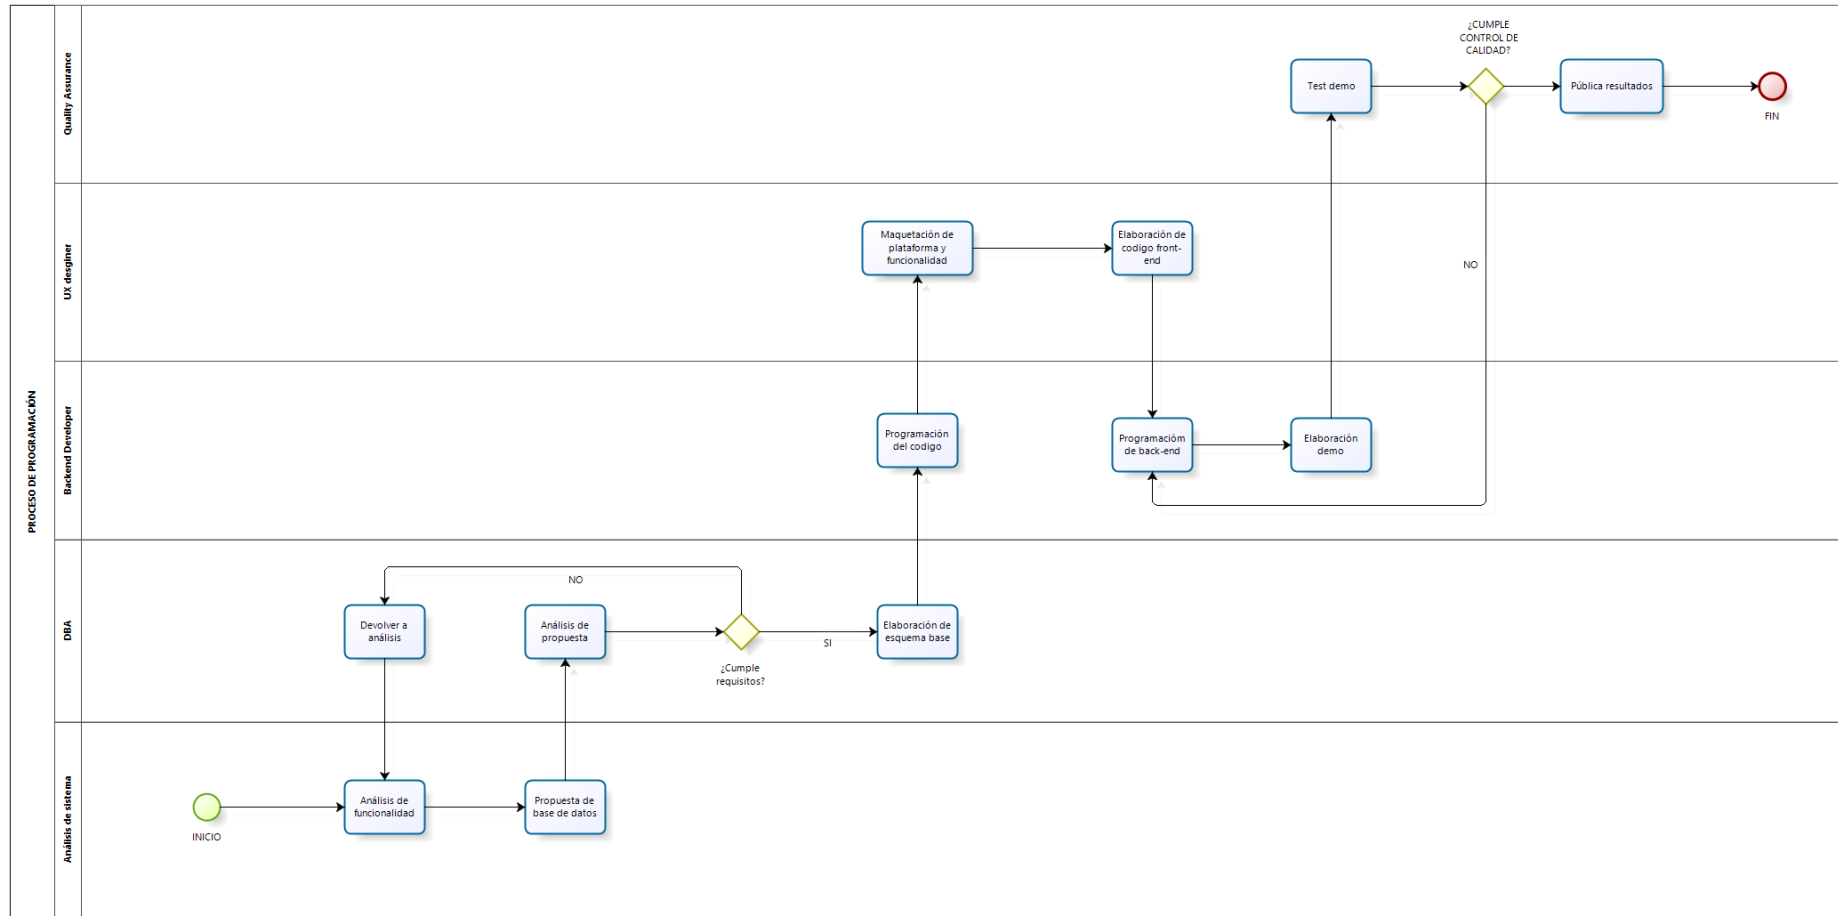 PROCESO DE PROGRAMACIÓN
Quality Assurance
¿CUMPLE
CONTROL DE
CALIDAD?
Test demo
Pública resultados
FIN
UX desginer
Maquetación de
plataforma y
funcionalidad
Elaboración de
codigo front-
end
NO
Backend Developer
Programación
del codigo
Programacióm
de back-end
Elaboración
demo
DBA
NO
Devolver a
análisis
Análisis de
propuesta
¿Cumple
requisitos?
SI
Elaboración de
esquema base
Análisis de sistema
INICIO
Análisis de
funcionalidad
Propuesta de
base de datos